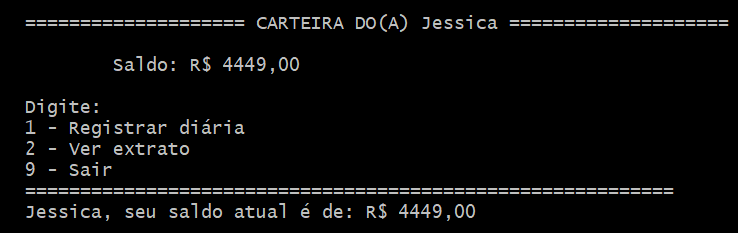 ==================== CARTEIRA DO(A) Jessica ====================
Saldo: R$ 4449,00
Digite:
1 - Registrar diária
2 - Ver extrato
9 - Sair
===========================================================
Jessica, seu saldo atual é de: R$ 4449,00